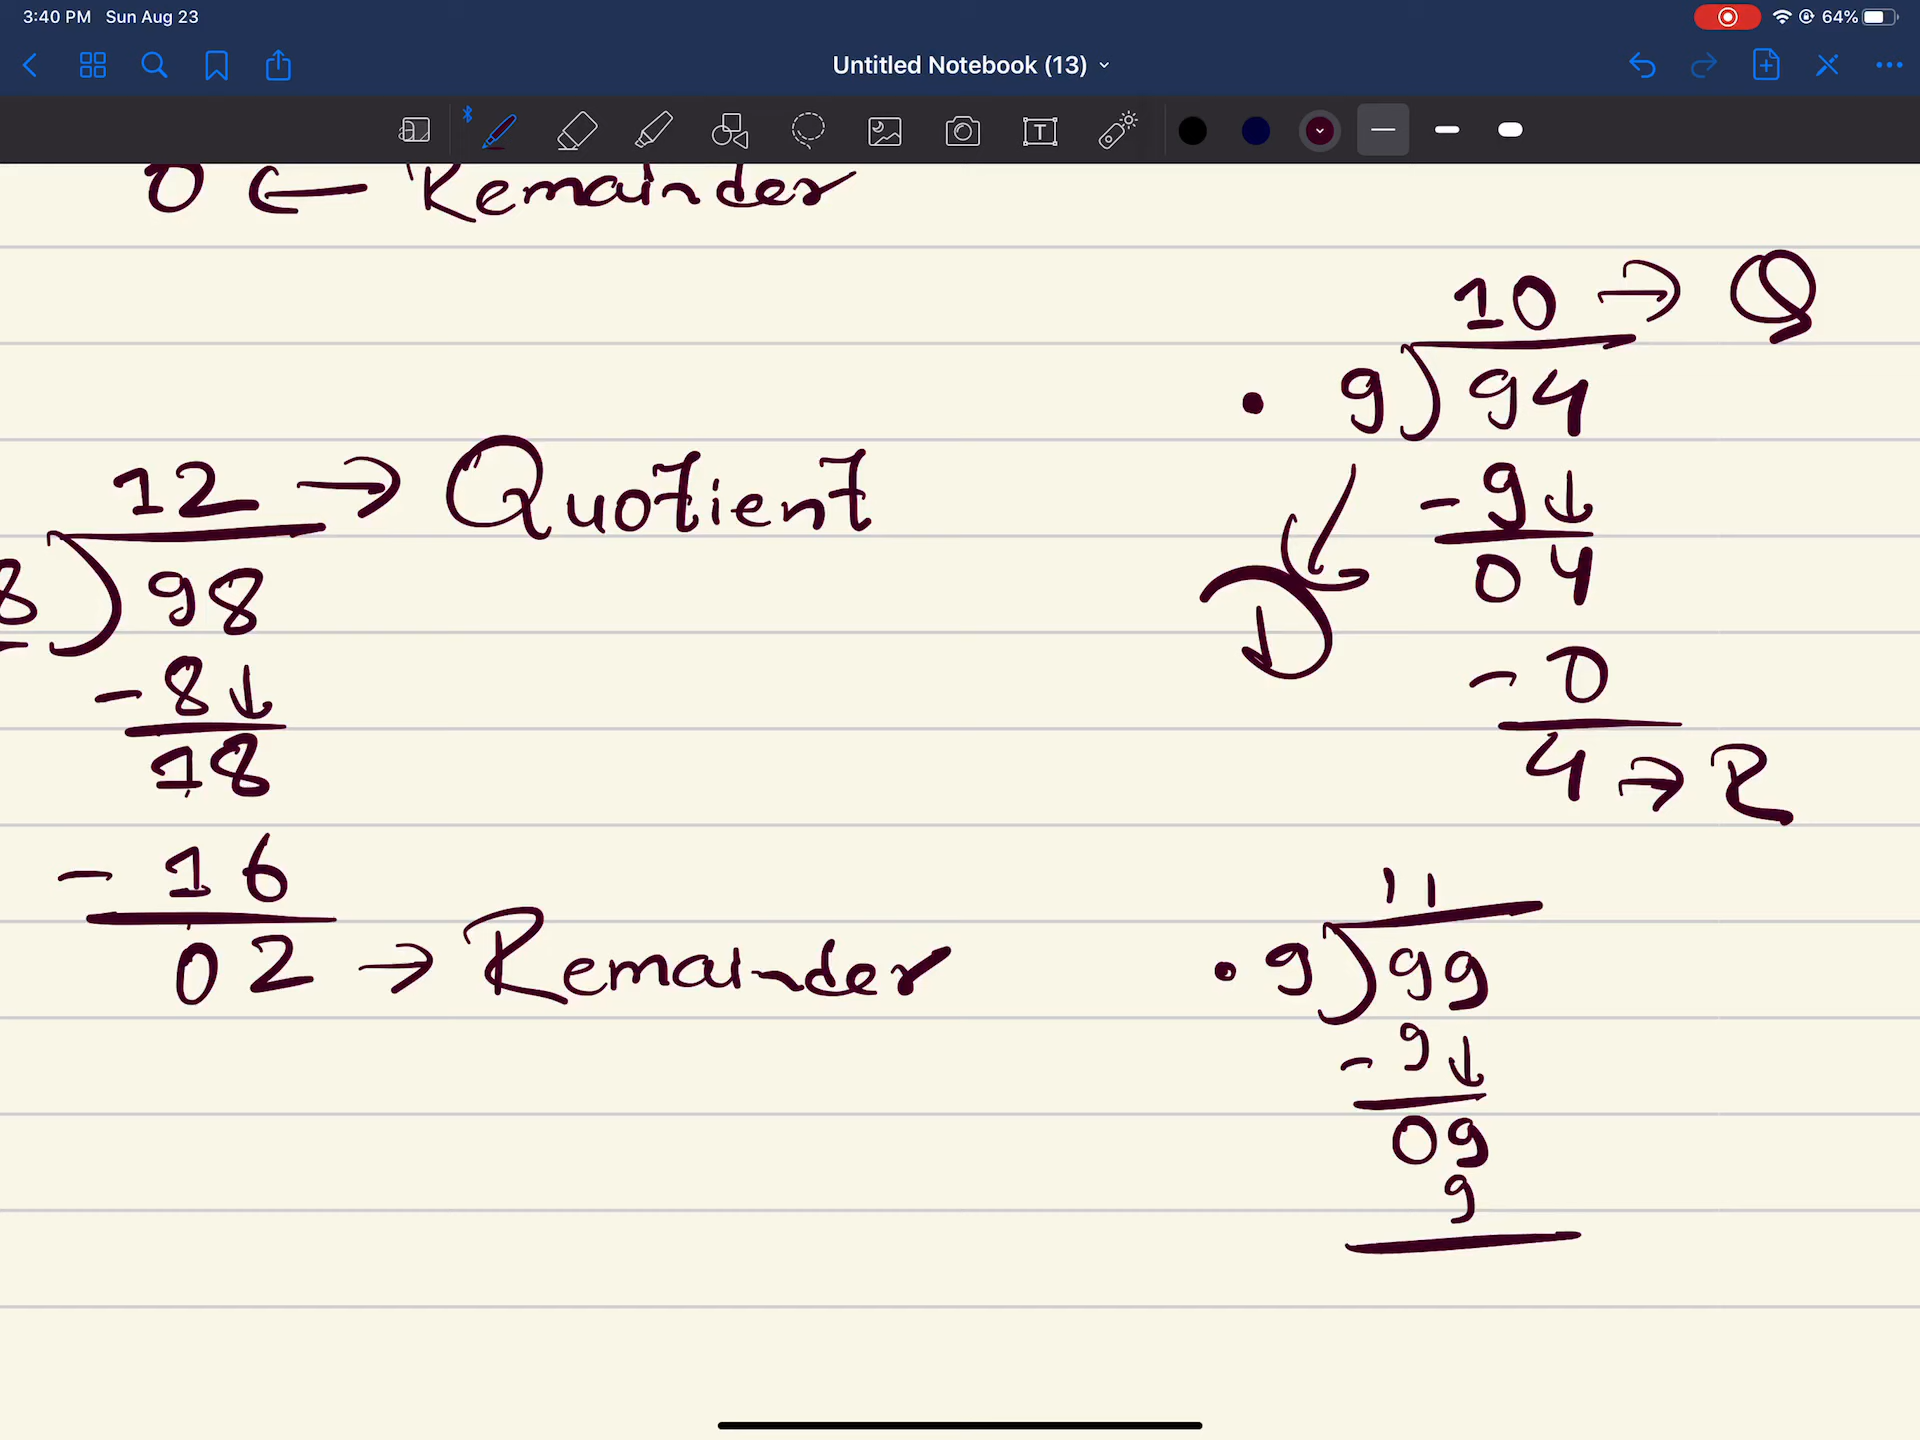 3:40 PM Sun Aug 23
64%
Untitled Notebook (13)
0 ← Remainder
12 → Quotient
8 ) 98
- 8 ↓
18
- 16
02 → Remainder
10 → Q
• 9 ) 94
D
- 9 ↓
04
- 0
4 → R
11
• 9 ) 99
- 9 ↓
09
9